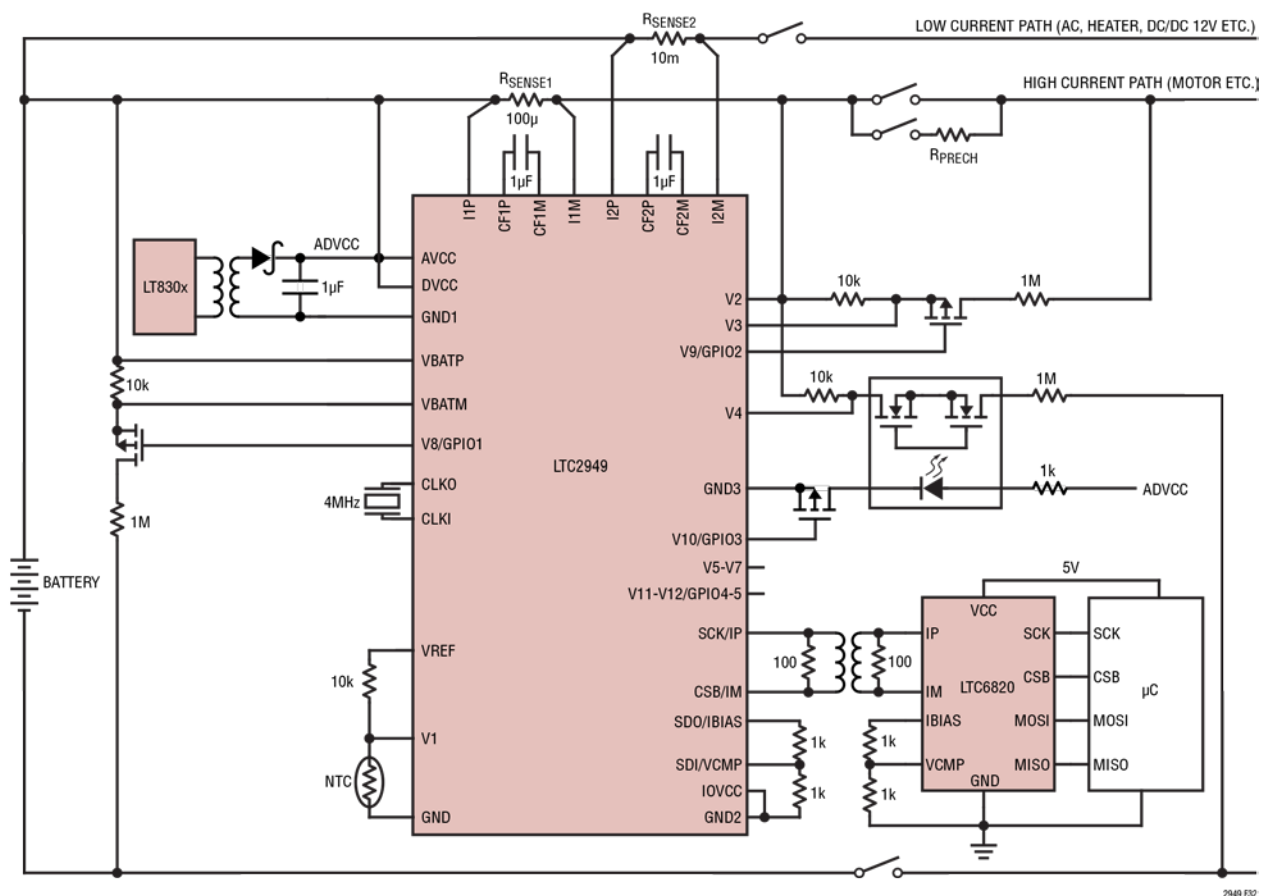 RSENSE2
LOW CURRENT PATH (AC, HEATER, DC/DC 12V ETC.)
10m
RSENSE1
HIGH CURRENT PATH (MOTOR ETC.)
100µ
RPRECH
1µF
1µF
I1P
CF1P
CF1M
I1M
I2P
CF2P
CF2M
I2M
LT830x
ADVCC
1µF
AVCC
DVCC
GND1
VBATP
10k
VBATM
V8/GPIO1
4MHz
CLKO
CLKI
1M
BATTERY
VREF
10k
V1
NTC
GND
LTC2949
V2
10k
1M
V3
V9/GPIO2
10k
1M
V4
GND3
1k
ADVCC
V10/GPIO3
V5-V7
V11-V12/GPIO4-5
SCK/IP
100
100
CSB/IM
SDO/IBIAS
1k
SDI/VCMP
1k
IOVCC
GND2
5V
VCC
IP
SCK
SCK
CSB
CSB
IM
LTC6820
µC
IBIAS
MOSI
MOSI
1k
VCMP
MISO
MISO
1k
GND
2949 F32